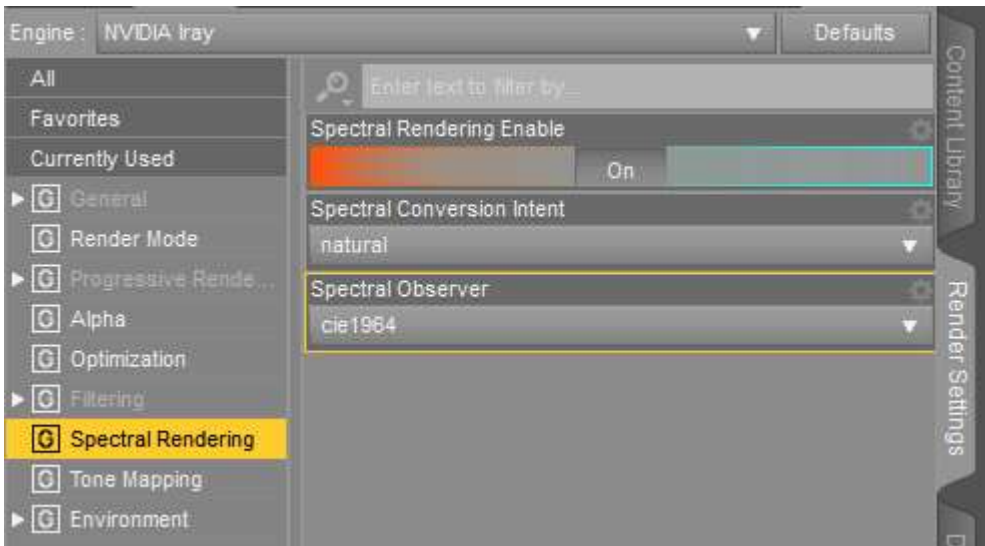 Engine : NVIDIA Iray Defaults
All
Favorites
Currently Used
General
Render Mode
Progressive Rende...
Alpha
Optimization
Filtering
Spectral Rendering
Tone Mapping
Environment
Enter text to filter by...
Spectral Rendering Enable
On
Spectral Conversion Intent
natural
Spectral Observer
cie1964
Content Library
Render Settings
D